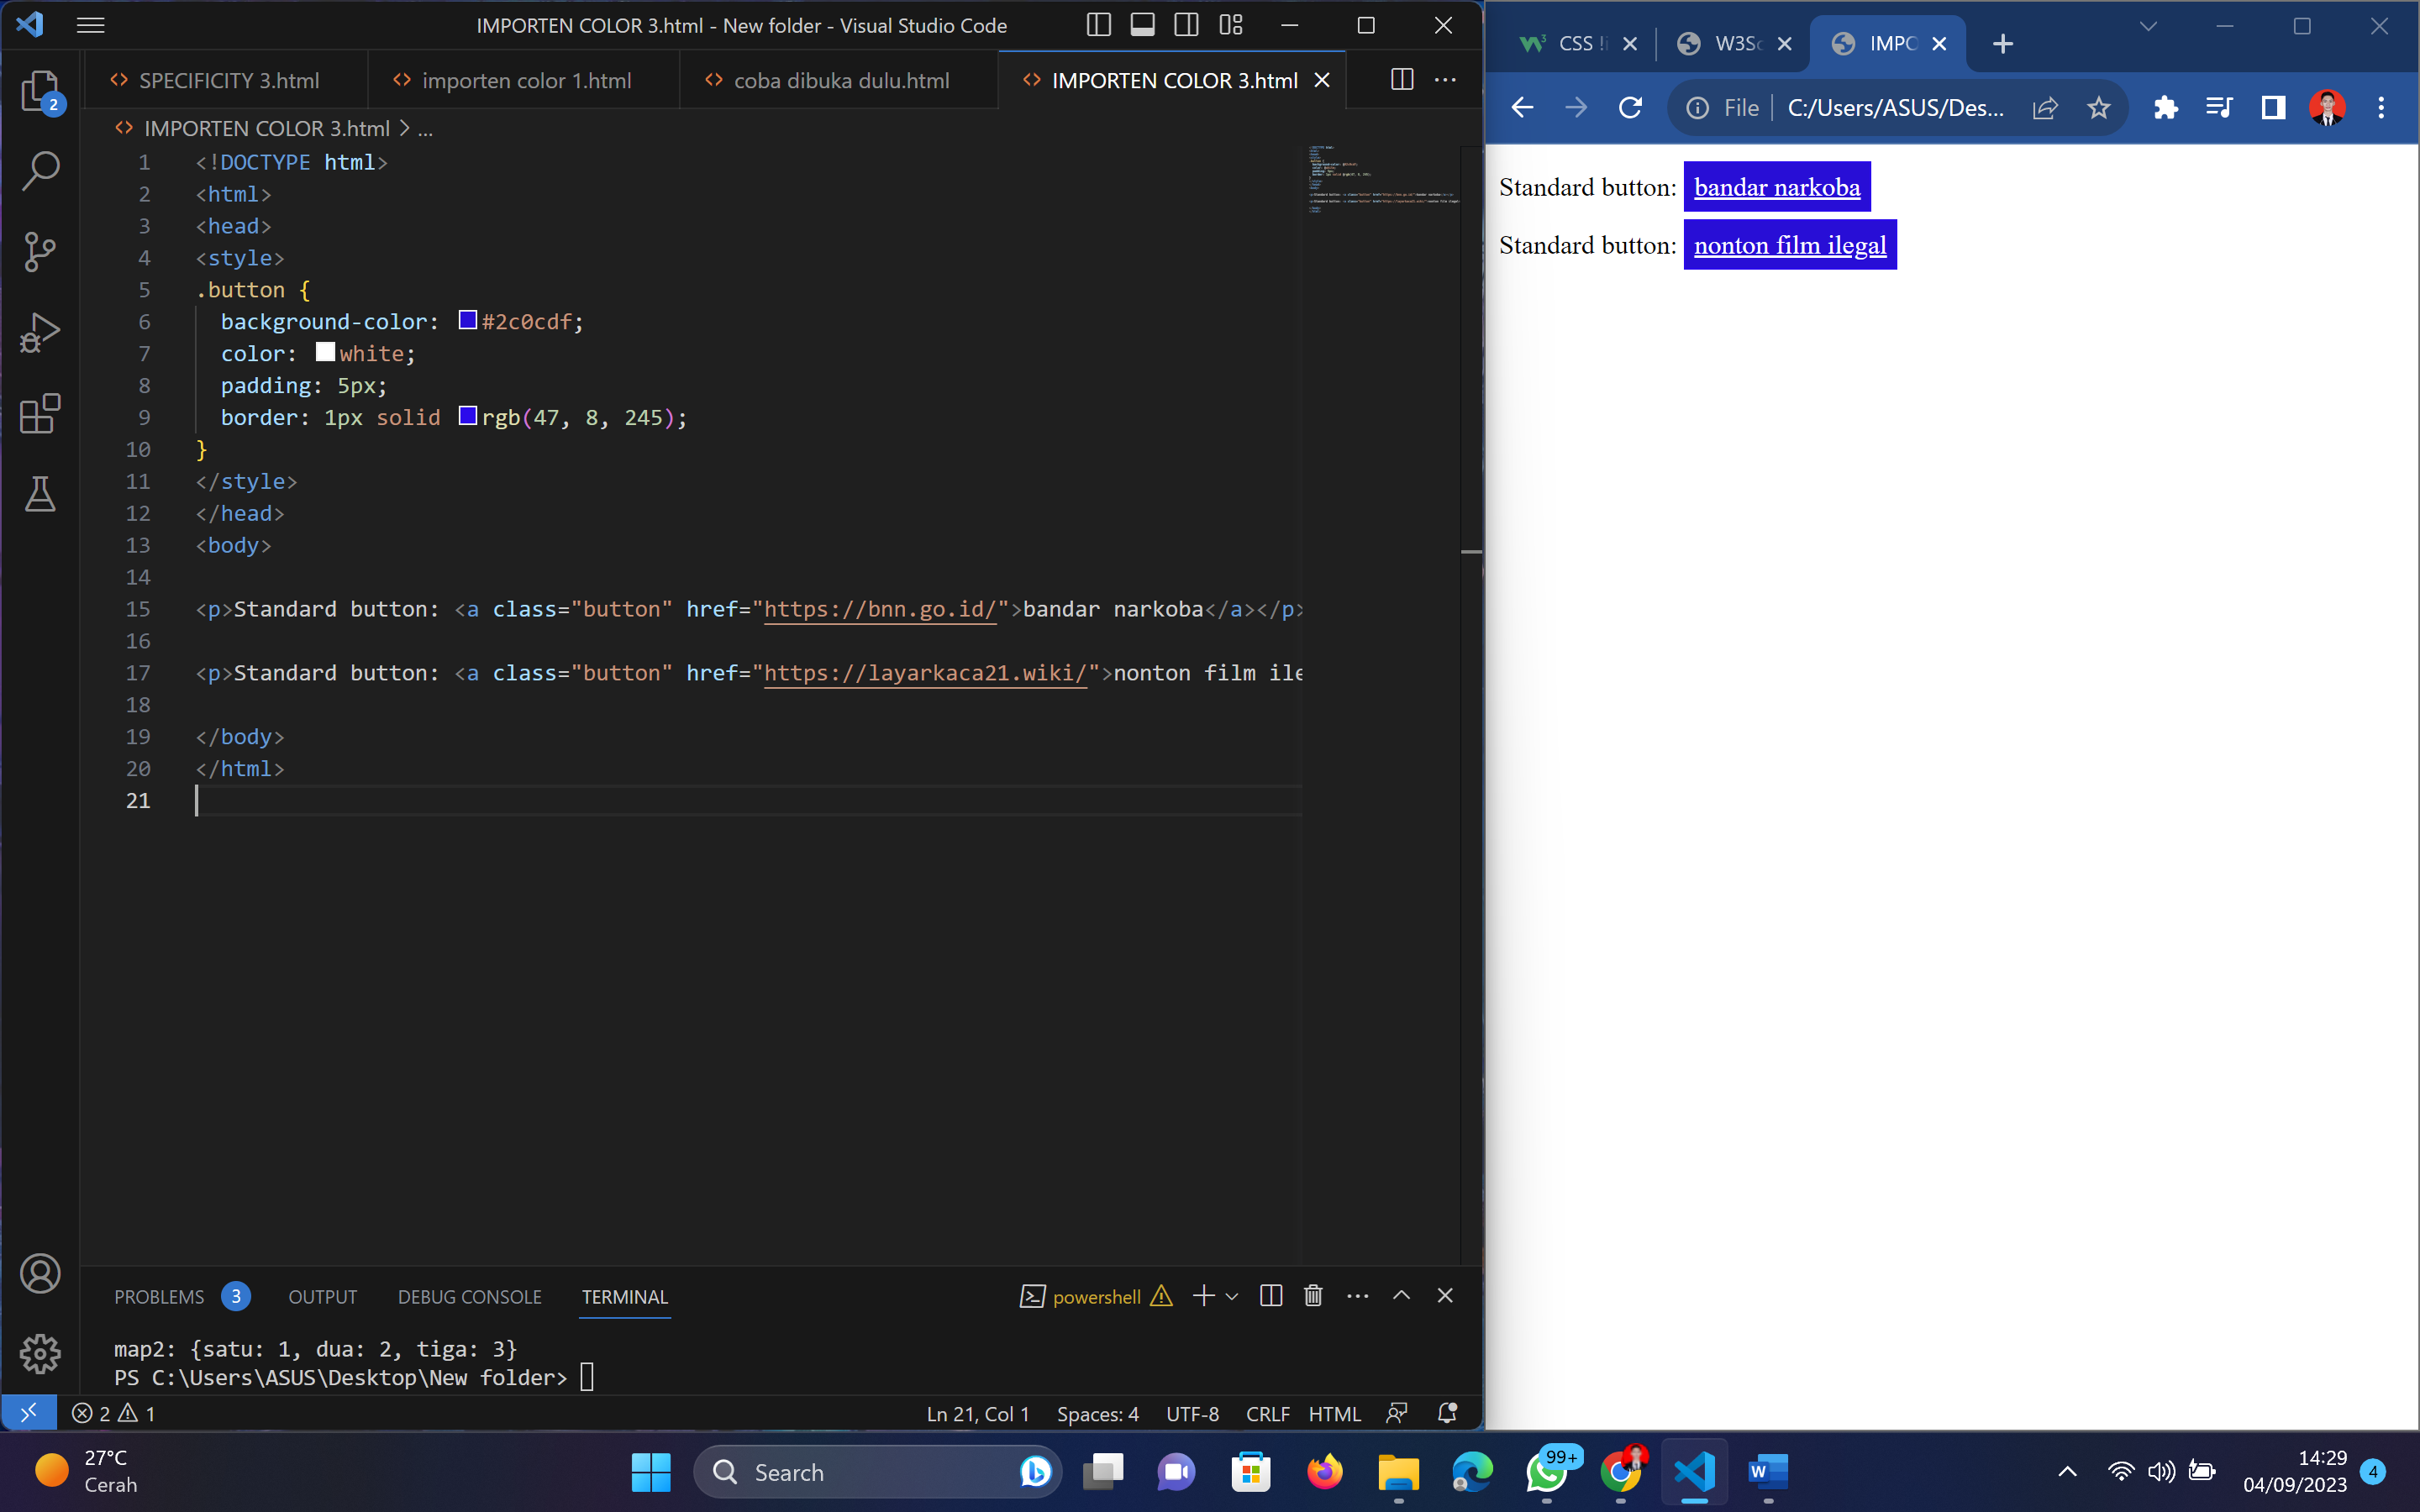 IMPORTEN COLOR 3.html - New folder - Visual Studio Code
SPECIFICITY 3.html
importen color 1.html
coba dibuka dulu.html
IMPORTEN COLOR 3.html
IMPORTEN COLOR 3.html > ...
2
1 <!DOCTYPE html>
2 <html>
3 <head>
4 <style>
5 .button {
6 background-color: #2c0cdf;
7 color: white;
8 padding: 5px;
9 border: 1px solid rgb(47, 8, 245);
10 }
11 </style>
12 </head>
13 <body>
14
15 <p>Standard button: <a class="button" href="https://bnn.go.id/">bandar narkoba</a></p>
16
17 <p>Standard button: <a class="button" href="https://layarkaca21.wiki/">nonton film ile
18
19 </body>
20 </html>
21
PROBLEMS 3 OUTPUT DEBUG CONSOLE TERMINAL
powershell
map2: {satu: 1, dua: 2, tiga: 3}
PS C:\Users\ASUS\Desktop\New folder>
2 1
Ln 21, Col 1 Spaces: 4 UTF-8 CRLF HTML
CSS !i
W3Sc
IMPO
File C:/Users/ASUS/Des...
Standard button: bandar narkoba
Standard button: nonton film ilegal
27°C
Cerah
Search
99+
14:29
04/09/2023
4